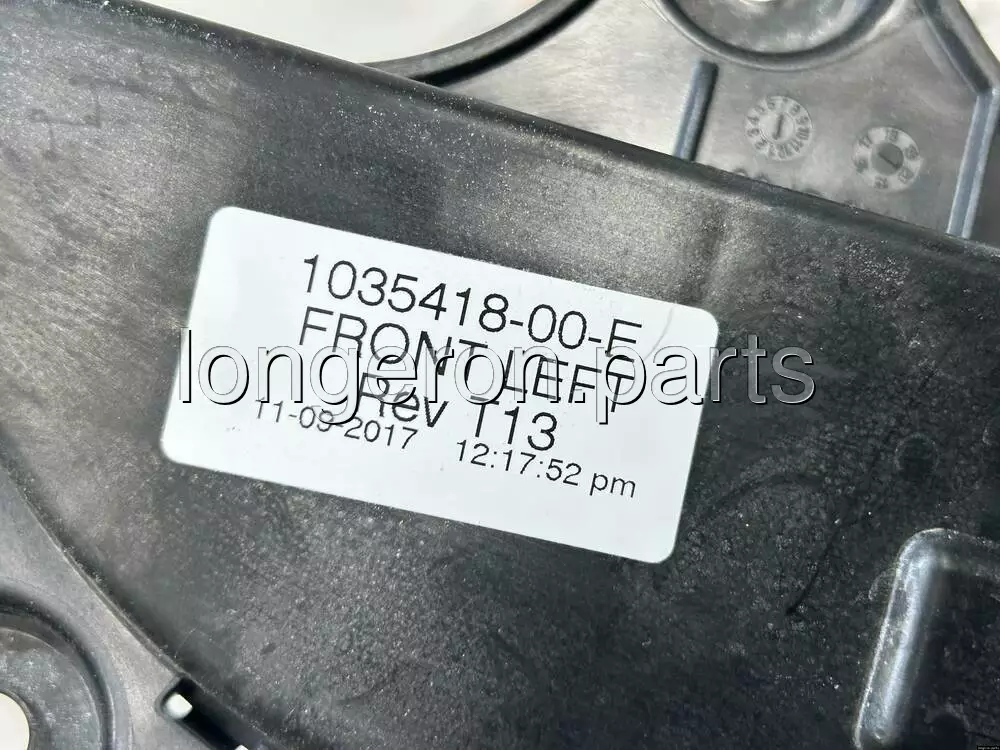 1035418-00-E
FRONT LEFT
longeron.parts
Rev T13
11-09-2017 12:17:52 pm